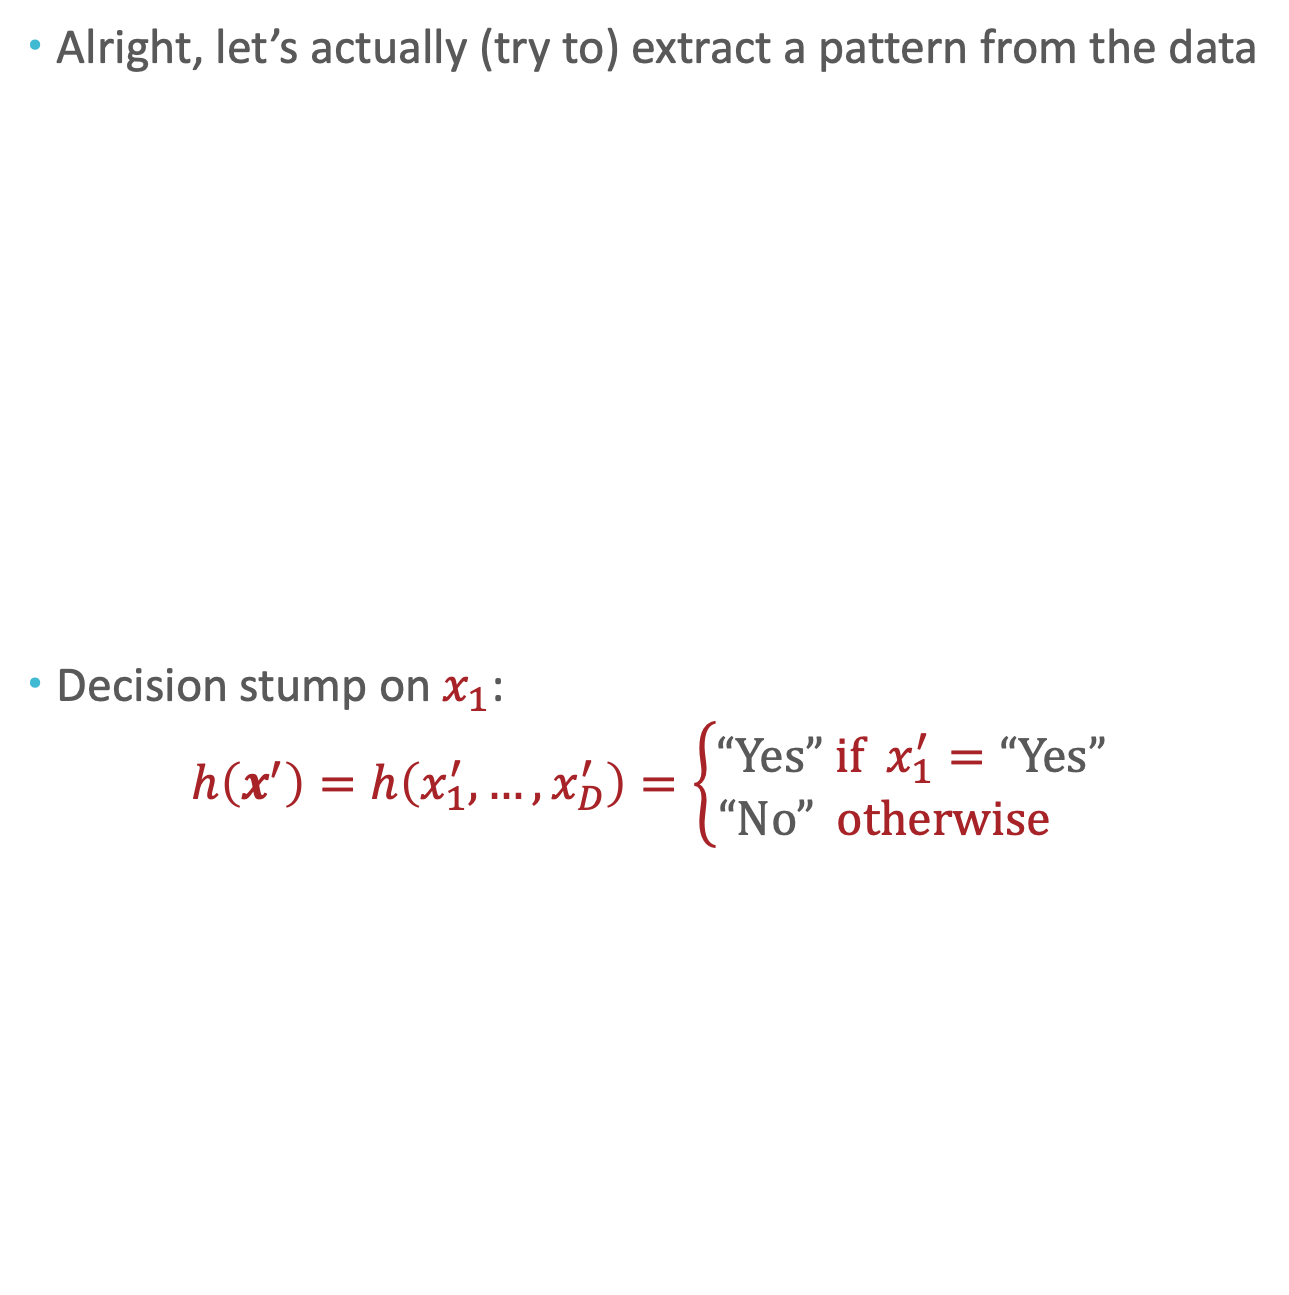 • Alright, let’s actually (try to) extract a pattern from the data
• Decision stump on x₁:
h(x′) = h(x′₁, … , x′_D) = { “Yes” if x′₁ = “Yes”
“No” otherwise